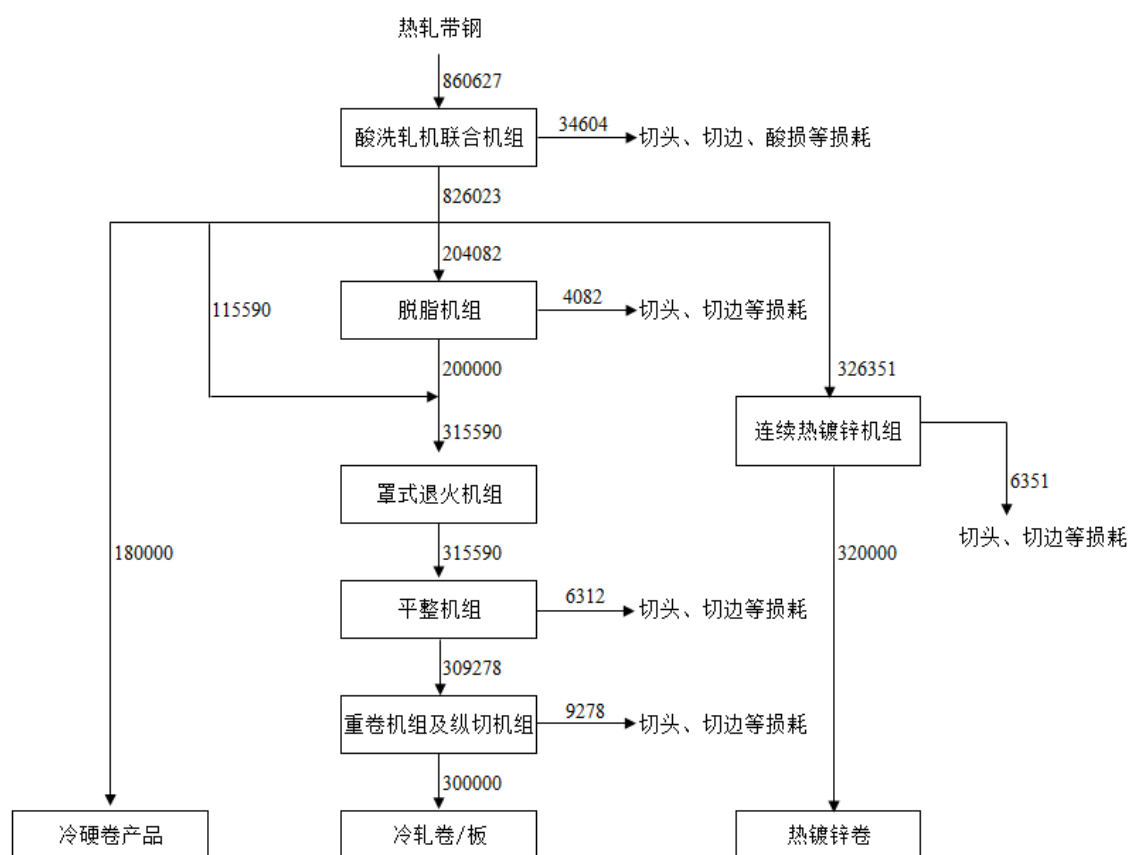 热轧带钢
860627
酸洗轧机联合机组
34604
切头、切边、酸损等损耗
826023
204082
115590
脱脂机组
4082
切头、切边等损耗
200000
326351
315590
连续热镀锌机组
6351
切头、切边等损耗
罩式退火机组
180000
315590
320000
平整机组
6312
切头、切边等损耗
309278
重卷机组及纵切机组
9278
切头、切边等损耗
300000
冷硬卷产品
冷轧卷/板
热镀锌卷